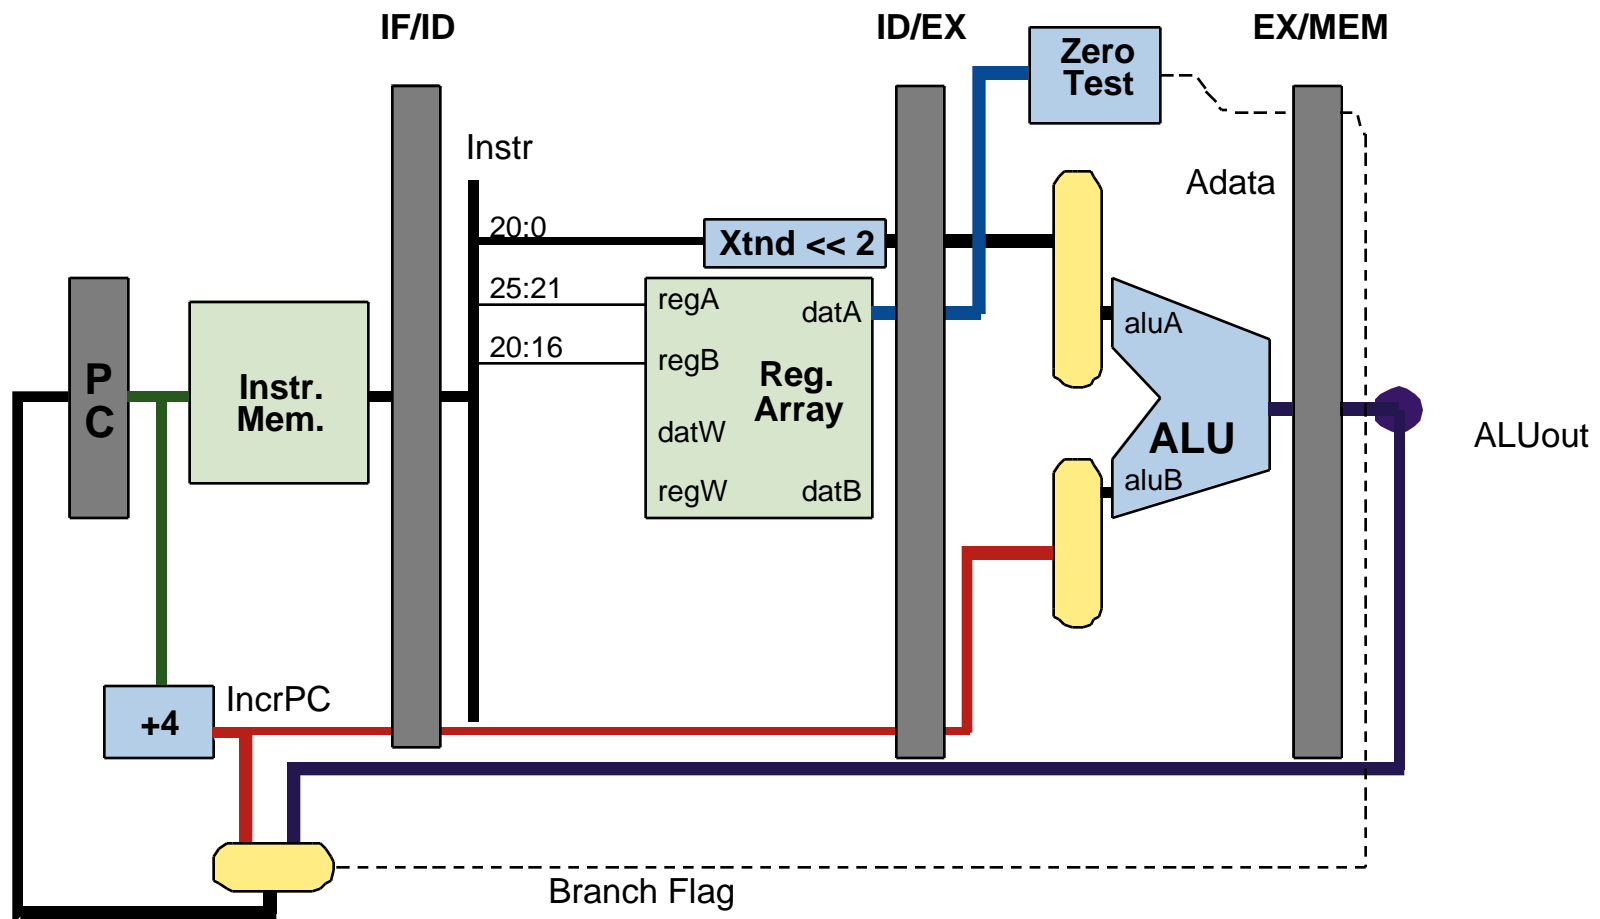 IF/ID
ID/EX
EX/MEM
Zero
Test
Instr
Adata
20:0
Xtnd << 2
25:21
regA
datA
aluA
20:16
regB
P
C
Instr.
Mem.
Reg.
Array
datW
ALU
ALUout
regW
datB
aluB
IncrPC
+4
Branch Flag